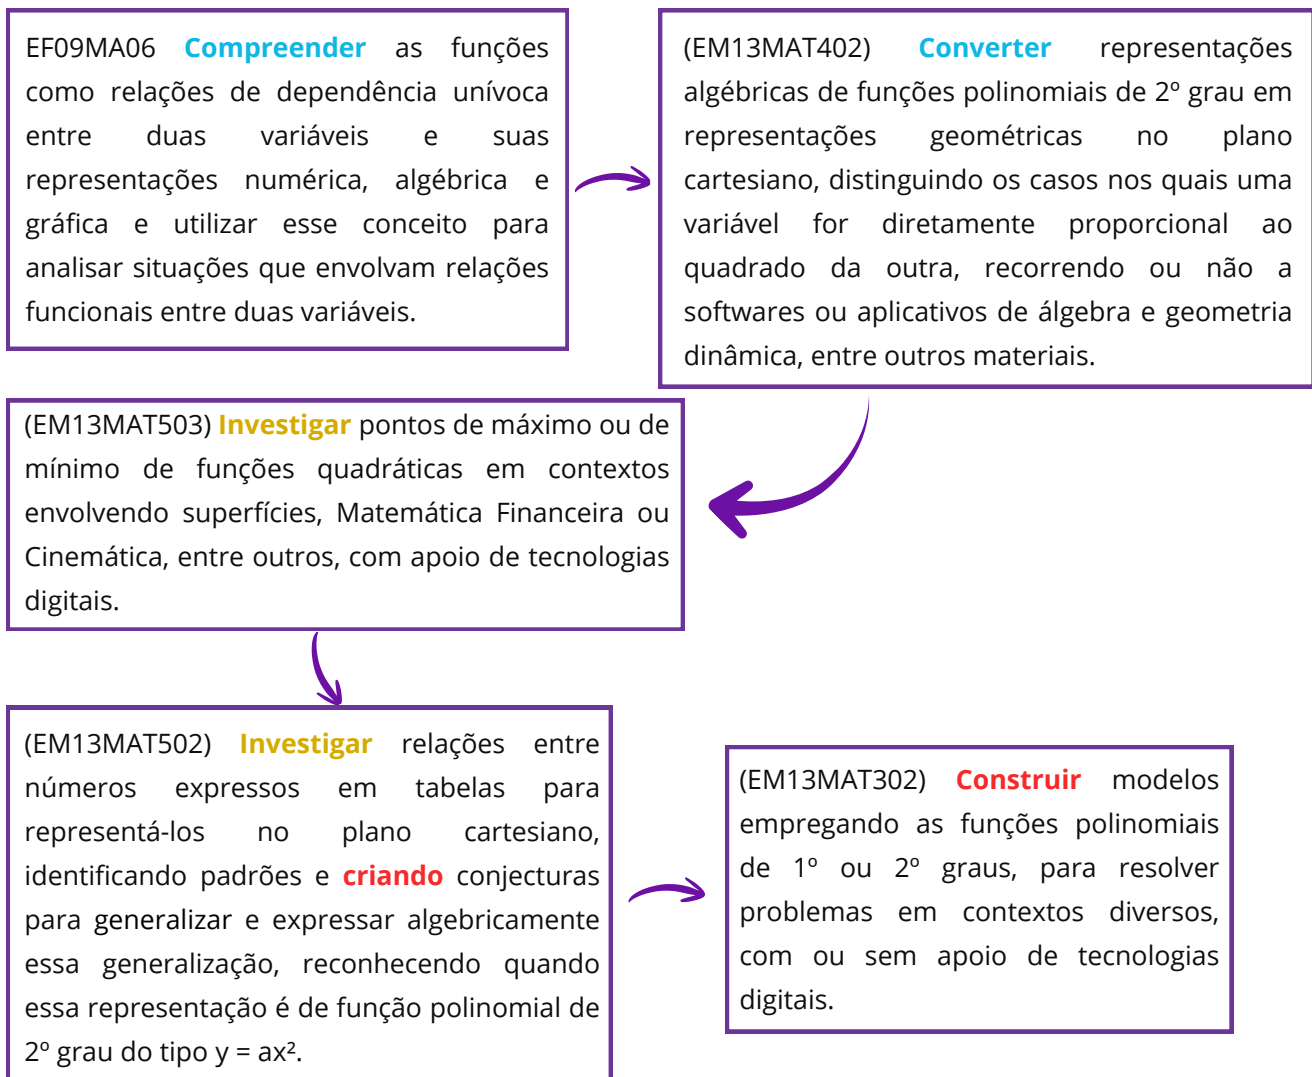 EF09MA06 Compreender as funções
como relações de dependência unívoca
entre duas variáveis e suas
representações numérica, algébrica e
gráfica e utilizar esse conceito para
analisar situações que envolvam relações
funcionais entre duas variáveis.
(EM13MAT402) Converter representações
algébricas de funções polinomiais de 2º grau em
representações geométricas no plano
cartesiano, distinguindo os casos nos quais uma
variável for diretamente proporcional ao
quadrado da outra, recorrendo ou não a
softwares ou aplicativos de álgebra e geometria
dinâmica, entre outros materiais.
(EM13MAT503) Investigar pontos de máximo ou de
mínimo de funções quadráticas em contextos
envolvendo superfícies, Matemática Financeira ou
Cinemática, entre outros, com apoio de tecnologias
digitais.
(EM13MAT502) Investigar relações entre
números expressos em tabelas para
representá-los no plano cartesiano,
identificando padrões e criando conjecturas
para generalizar e expressar algebricamente
essa generalização, reconhecendo quando
essa representação é de função polinomial de
2º grau do tipo y = ax².
(EM13MAT302) Construir modelos
empregando as funções polinomiais
de 1º ou 2º graus, para resolver
problemas em contextos diversos,
com ou sem apoio de tecnologias
digitais.